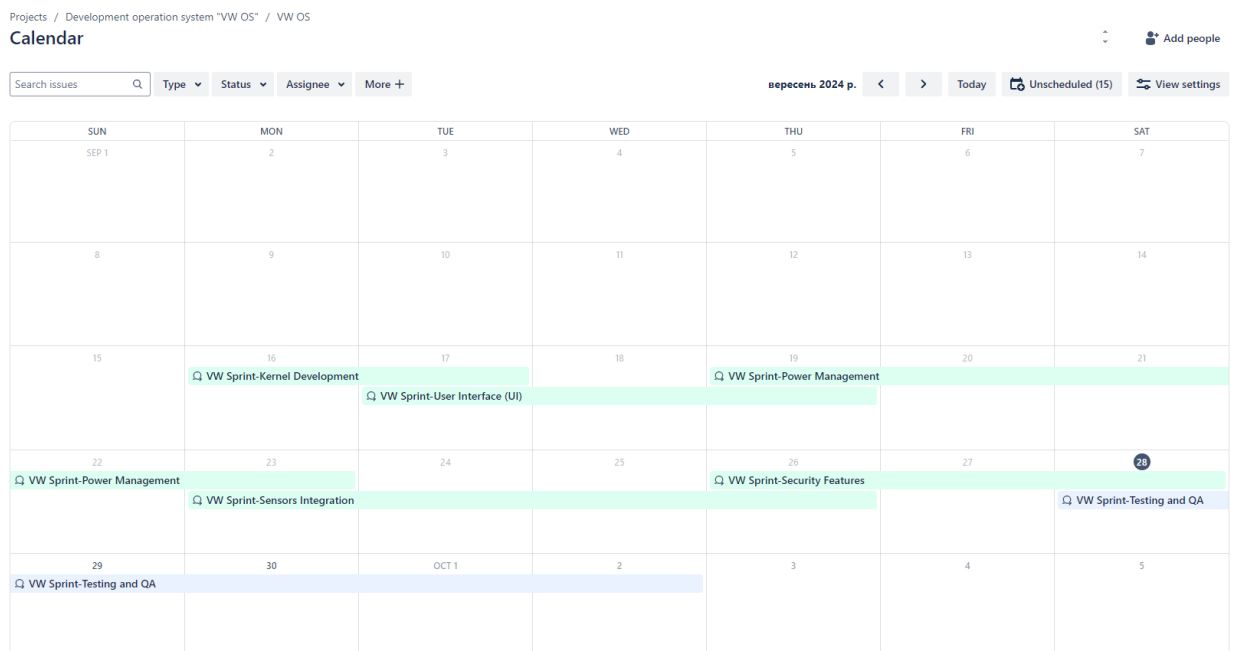 Projects / Development operation system "VW OS" / VW OS
Calendar
Add people
Search issues Type Status Assignee More + вересень 2024 р. < > Today Unscheduled (15) View settings
SUN MON TUE WED THU FRI SAT
SEP 1 2 3 4 5 6 7
8 9 10 11 12 13 14
15 16 17 18 19 20 21
VW Sprint-Kernel Development VW Sprint-Power Management
VW Sprint-User Interface (UI)
22 23 24 25 26 27 28
VW Sprint-Power Management VW Sprint-Security Features
VW Sprint-Sensors Integration VW Sprint-Testing and QA
29 30 OCT 1 2 3 4 5
VW Sprint-Testing and QA